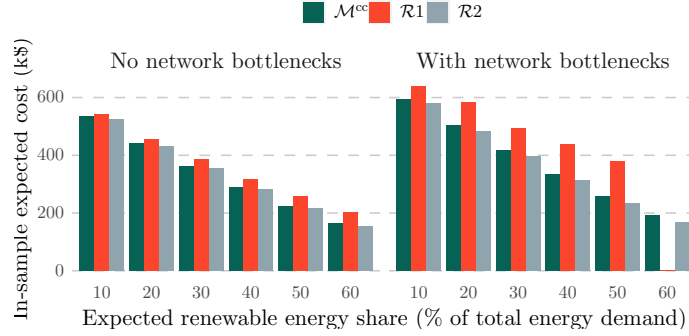 ℳᶜᶜ ℛ1 ℛ2
No network bottlenecks
With network bottlenecks
In-sample expected cost (k$)
600
400
200
0
10 20 30 40 50 60
10 20 30 40 50 60
Expected renewable energy share (% of total energy demand)